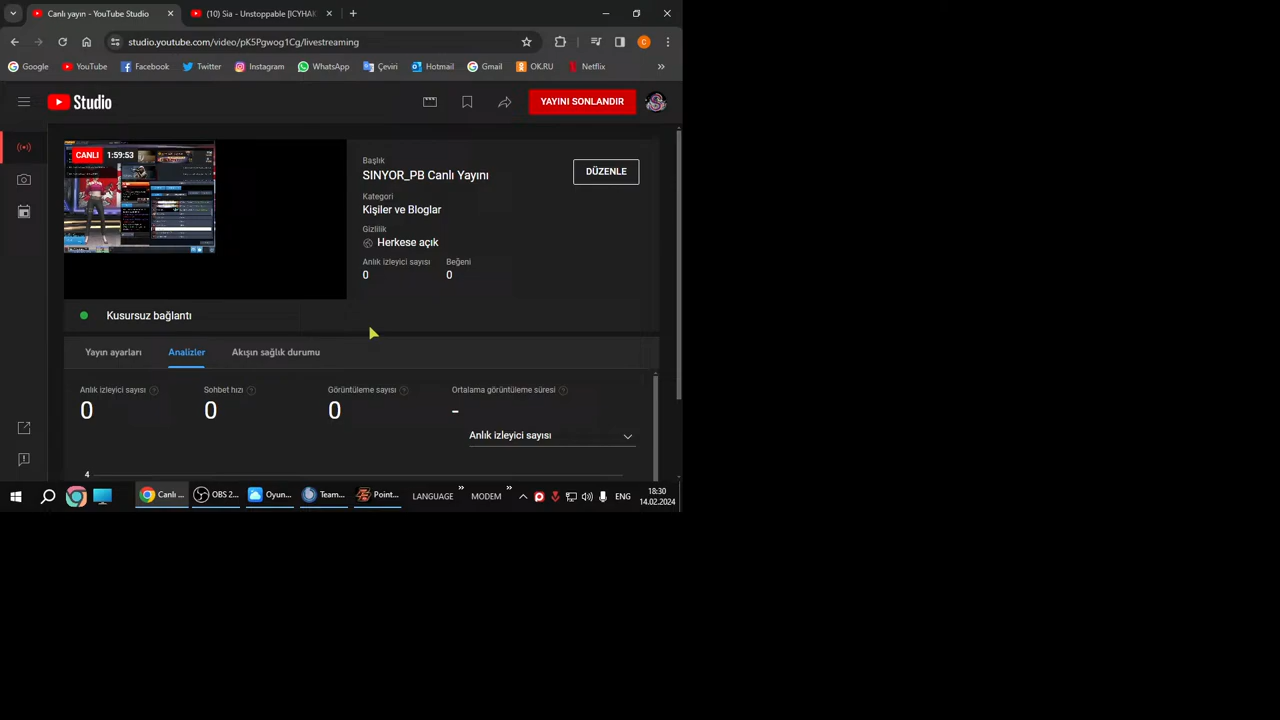 Canlı yayın - YouTube Studio
(10) Sia - Unstoppable [ICYHAK
studio.youtube.com/video/pK5Pgwog1Cg/livestreaming
Google YouTube Facebook Twitter Instagram WhatsApp Çeviri Hotmail Gmail OK.RU Netflix »
Studio
YAYINI SONLANDIR
CANLI 1:59:53
Başlık
SINYOR_PB Canlı Yayını
DÜZENLE
Kategori
Kişiler ve Bloglar
Gizlilik
Herkese açık
Anlık izleyici sayısı Beğeni
0 0
Kusursuz bağlantı
Yayın ayarları Analizler Akışın sağlık durumu
Anlık izleyici sayısı Sohbet hızı Görüntüleme sayısı Ortalama görüntüleme süresi
0 0 0 -
Anlık izleyici sayısı
4
Canlı ... OBS 2... Oyun... Team... Point... LANGUAGE » MODEM » ENG 18:30
14.02.2024